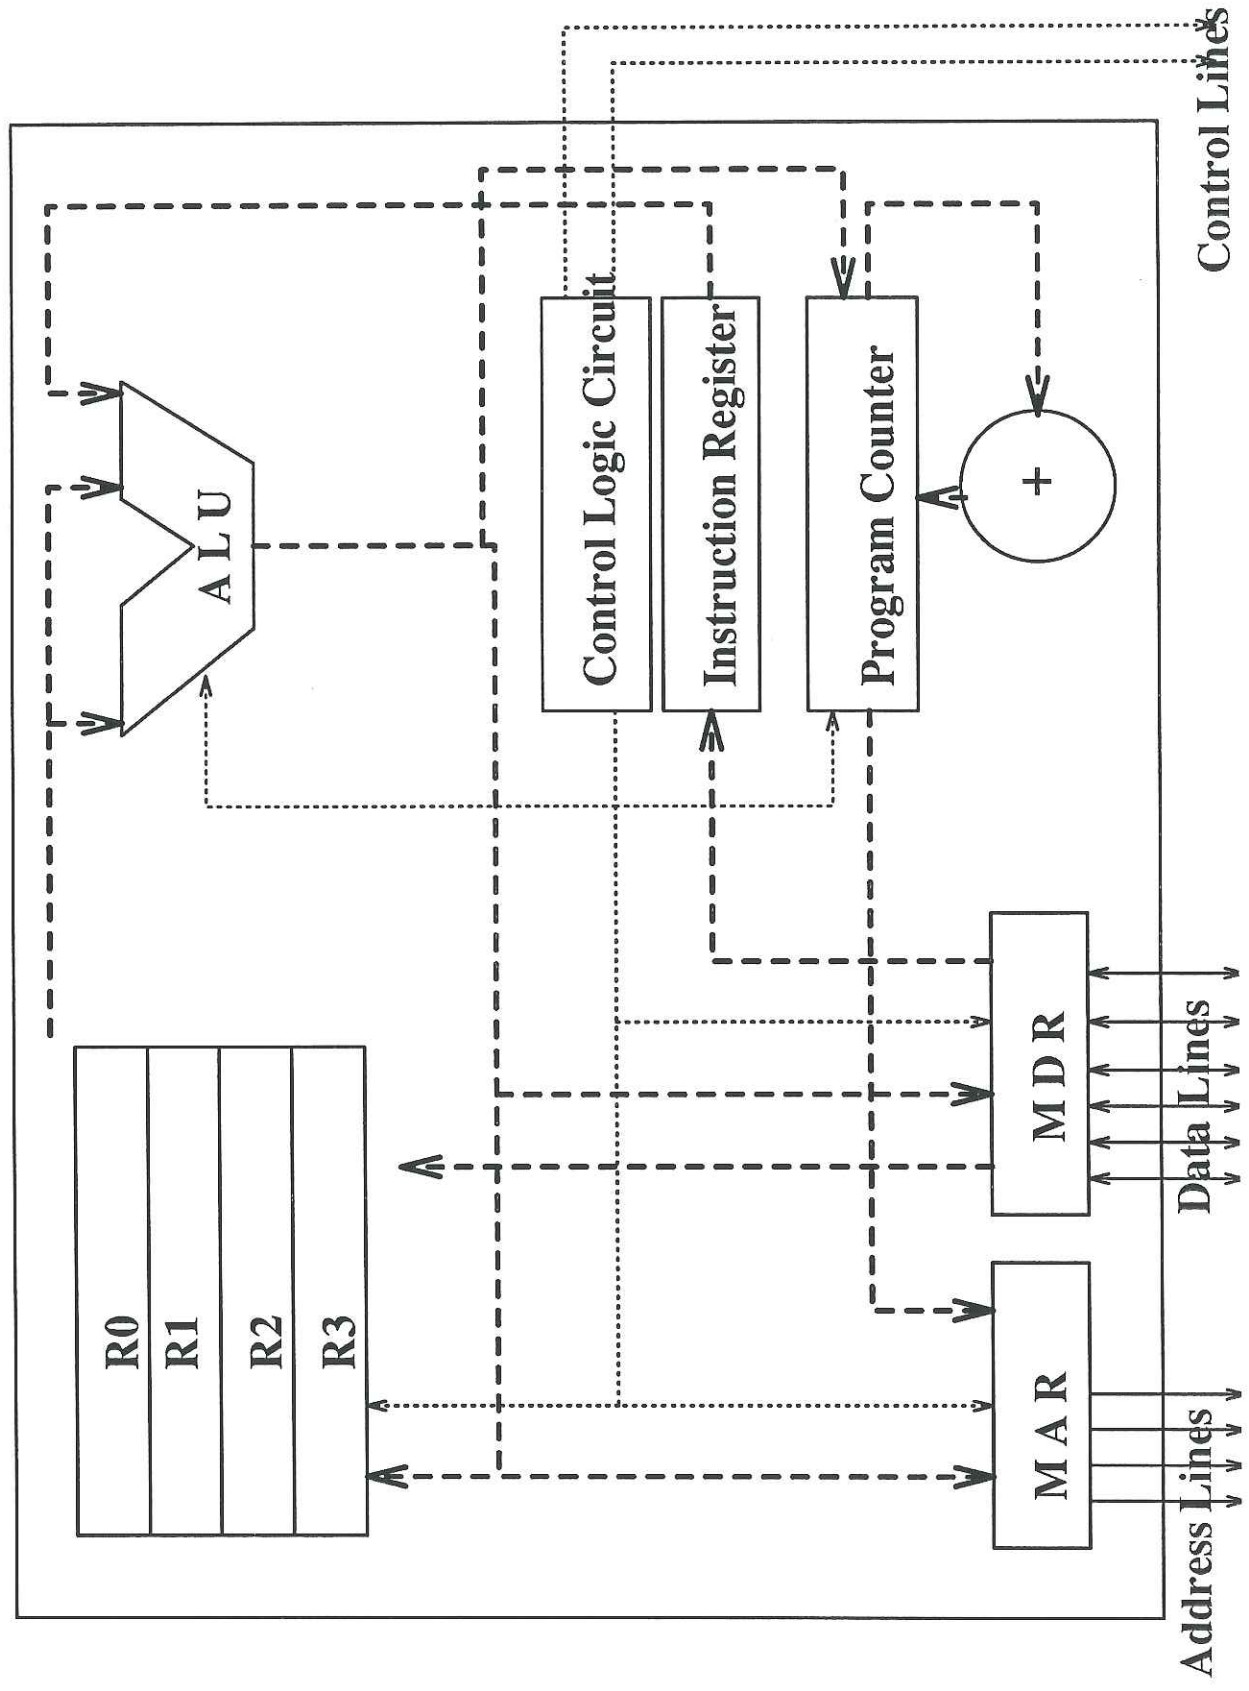 R0
R1
R2
R3
A L U
Control Logic Circuit
Instruction Register
Program Counter
+
M A R
M D R
Address Lines
Data Lines
Control Lines